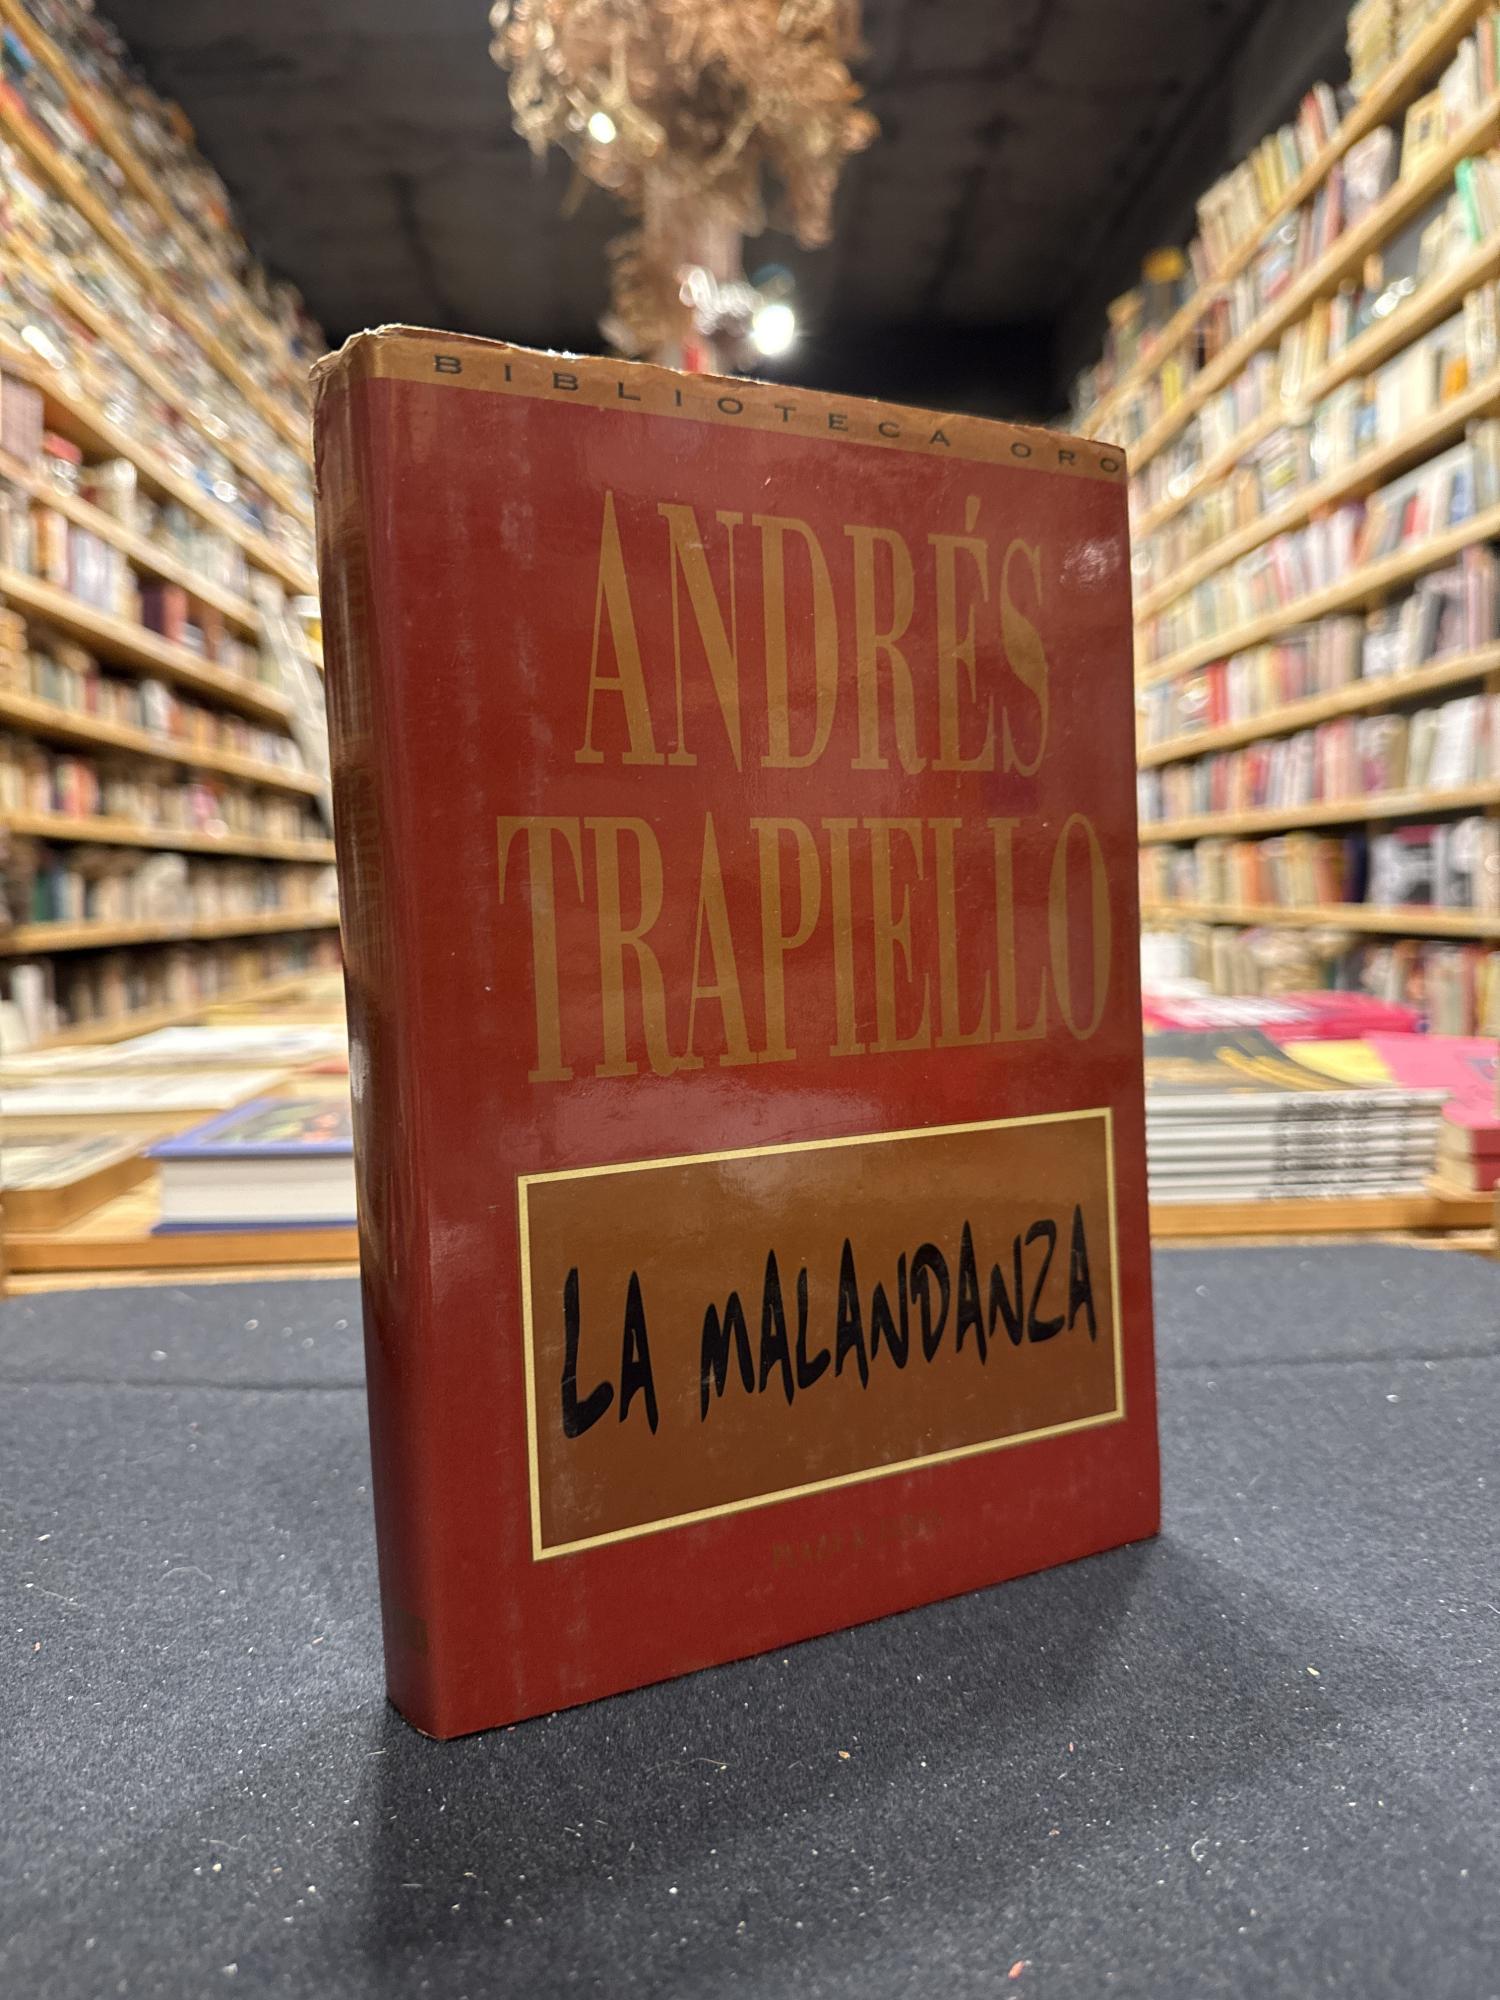 BIBLIOTECA ORO
ANDRÉS
TRAPIELLO
LA MALANDANZA